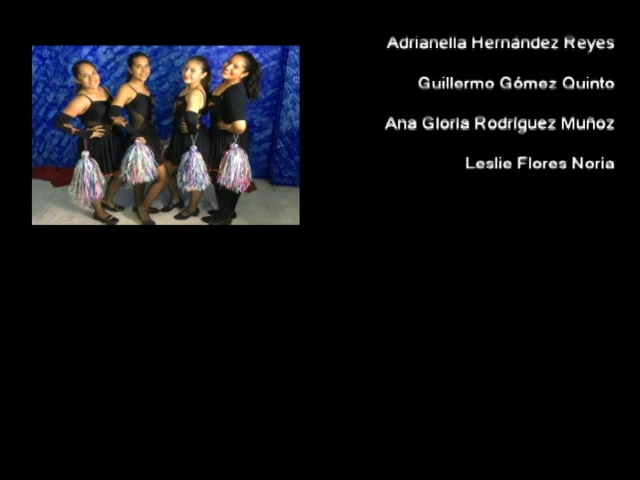 Adrianella Hernández Reyes
Guillermo Gómez Quinto
Ana Gloria Rodríguez Muñoz
Leslie Flores Noria